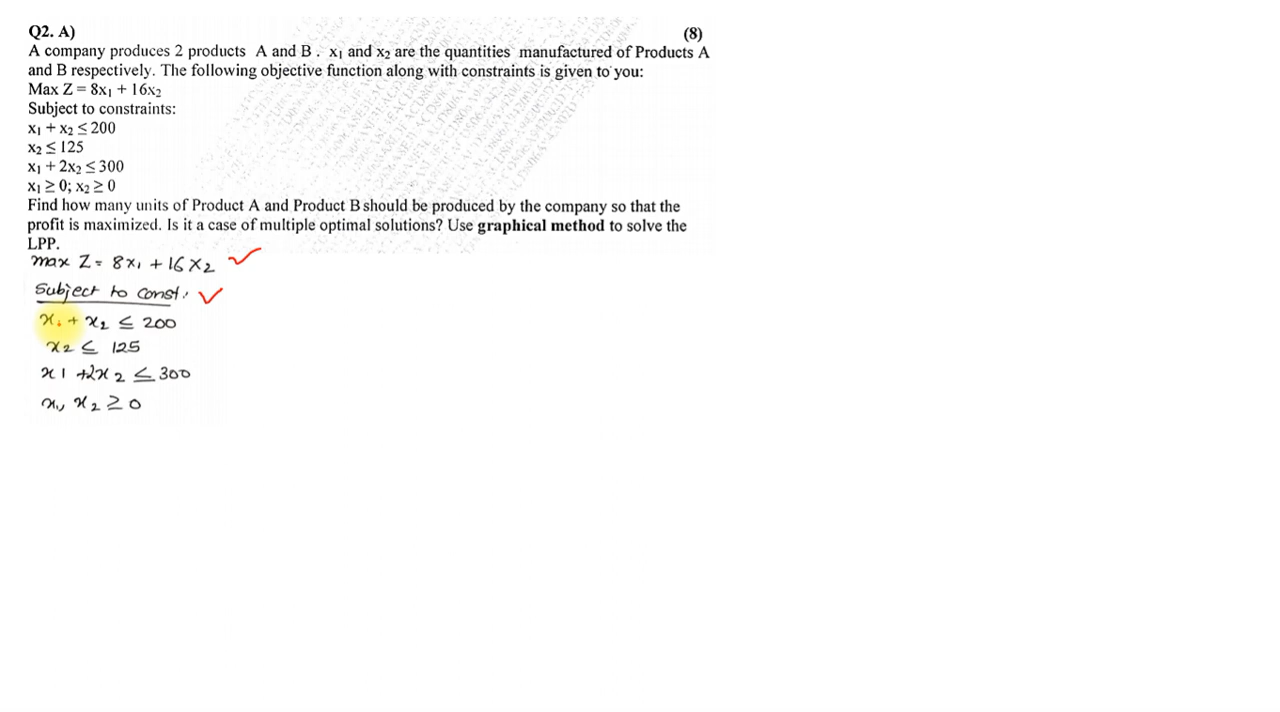 Q2. A) (8)
A company produces 2 products A and B. x₁ and x₂ are the quantities manufactured of Products A
and B respectively. The following objective function along with constraints is given to you:
Max Z = 8x₁ + 16x₂
Subject to constraints:
x₁ + x₂ ≤ 200
x₂ ≤ 125
x₁ + 2x₂ ≤ 300
x₁ ≥ 0; x₂ ≥ 0
Find how many units of Product A and Product B should be produced by the company so that the
profit is maximized. Is it a case of multiple optimal solutions? Use graphical method to solve the
LPP.
max Z = 8x₁ + 16x₂
Subject to const.
x₁ + x₂ ≤ 200
x₂ ≤ 125
x1 + 2x₂ ≤ 300
x₁, x₂ ≥ 0